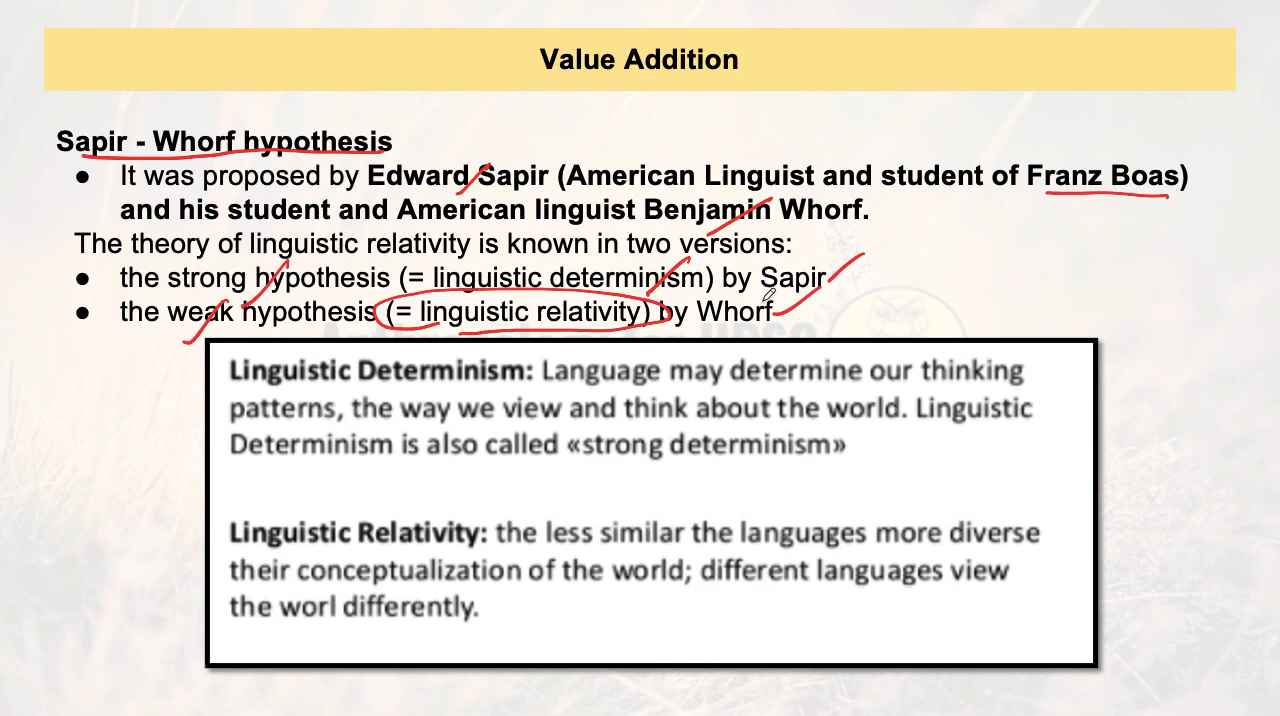 Value Addition
Sapir - Whorf hypothesis
● It was proposed by Edward Sapir (American Linguist and student of Franz Boas)
and his student and American linguist Benjamin Whorf.
The theory of linguistic relativity is known in two versions:
● the strong hypothesis (= linguistic determinism) by Sapir
● the weak hypothesis (= linguistic relativity) by Whorf
Linguistic Determinism: Language may determine our thinking
patterns, the way we view and think about the world. Linguistic
Determinism is also called «strong determinism»
Linguistic Relativity: the less similar the languages more diverse
their conceptualization of the world; different languages view
the worl differently.